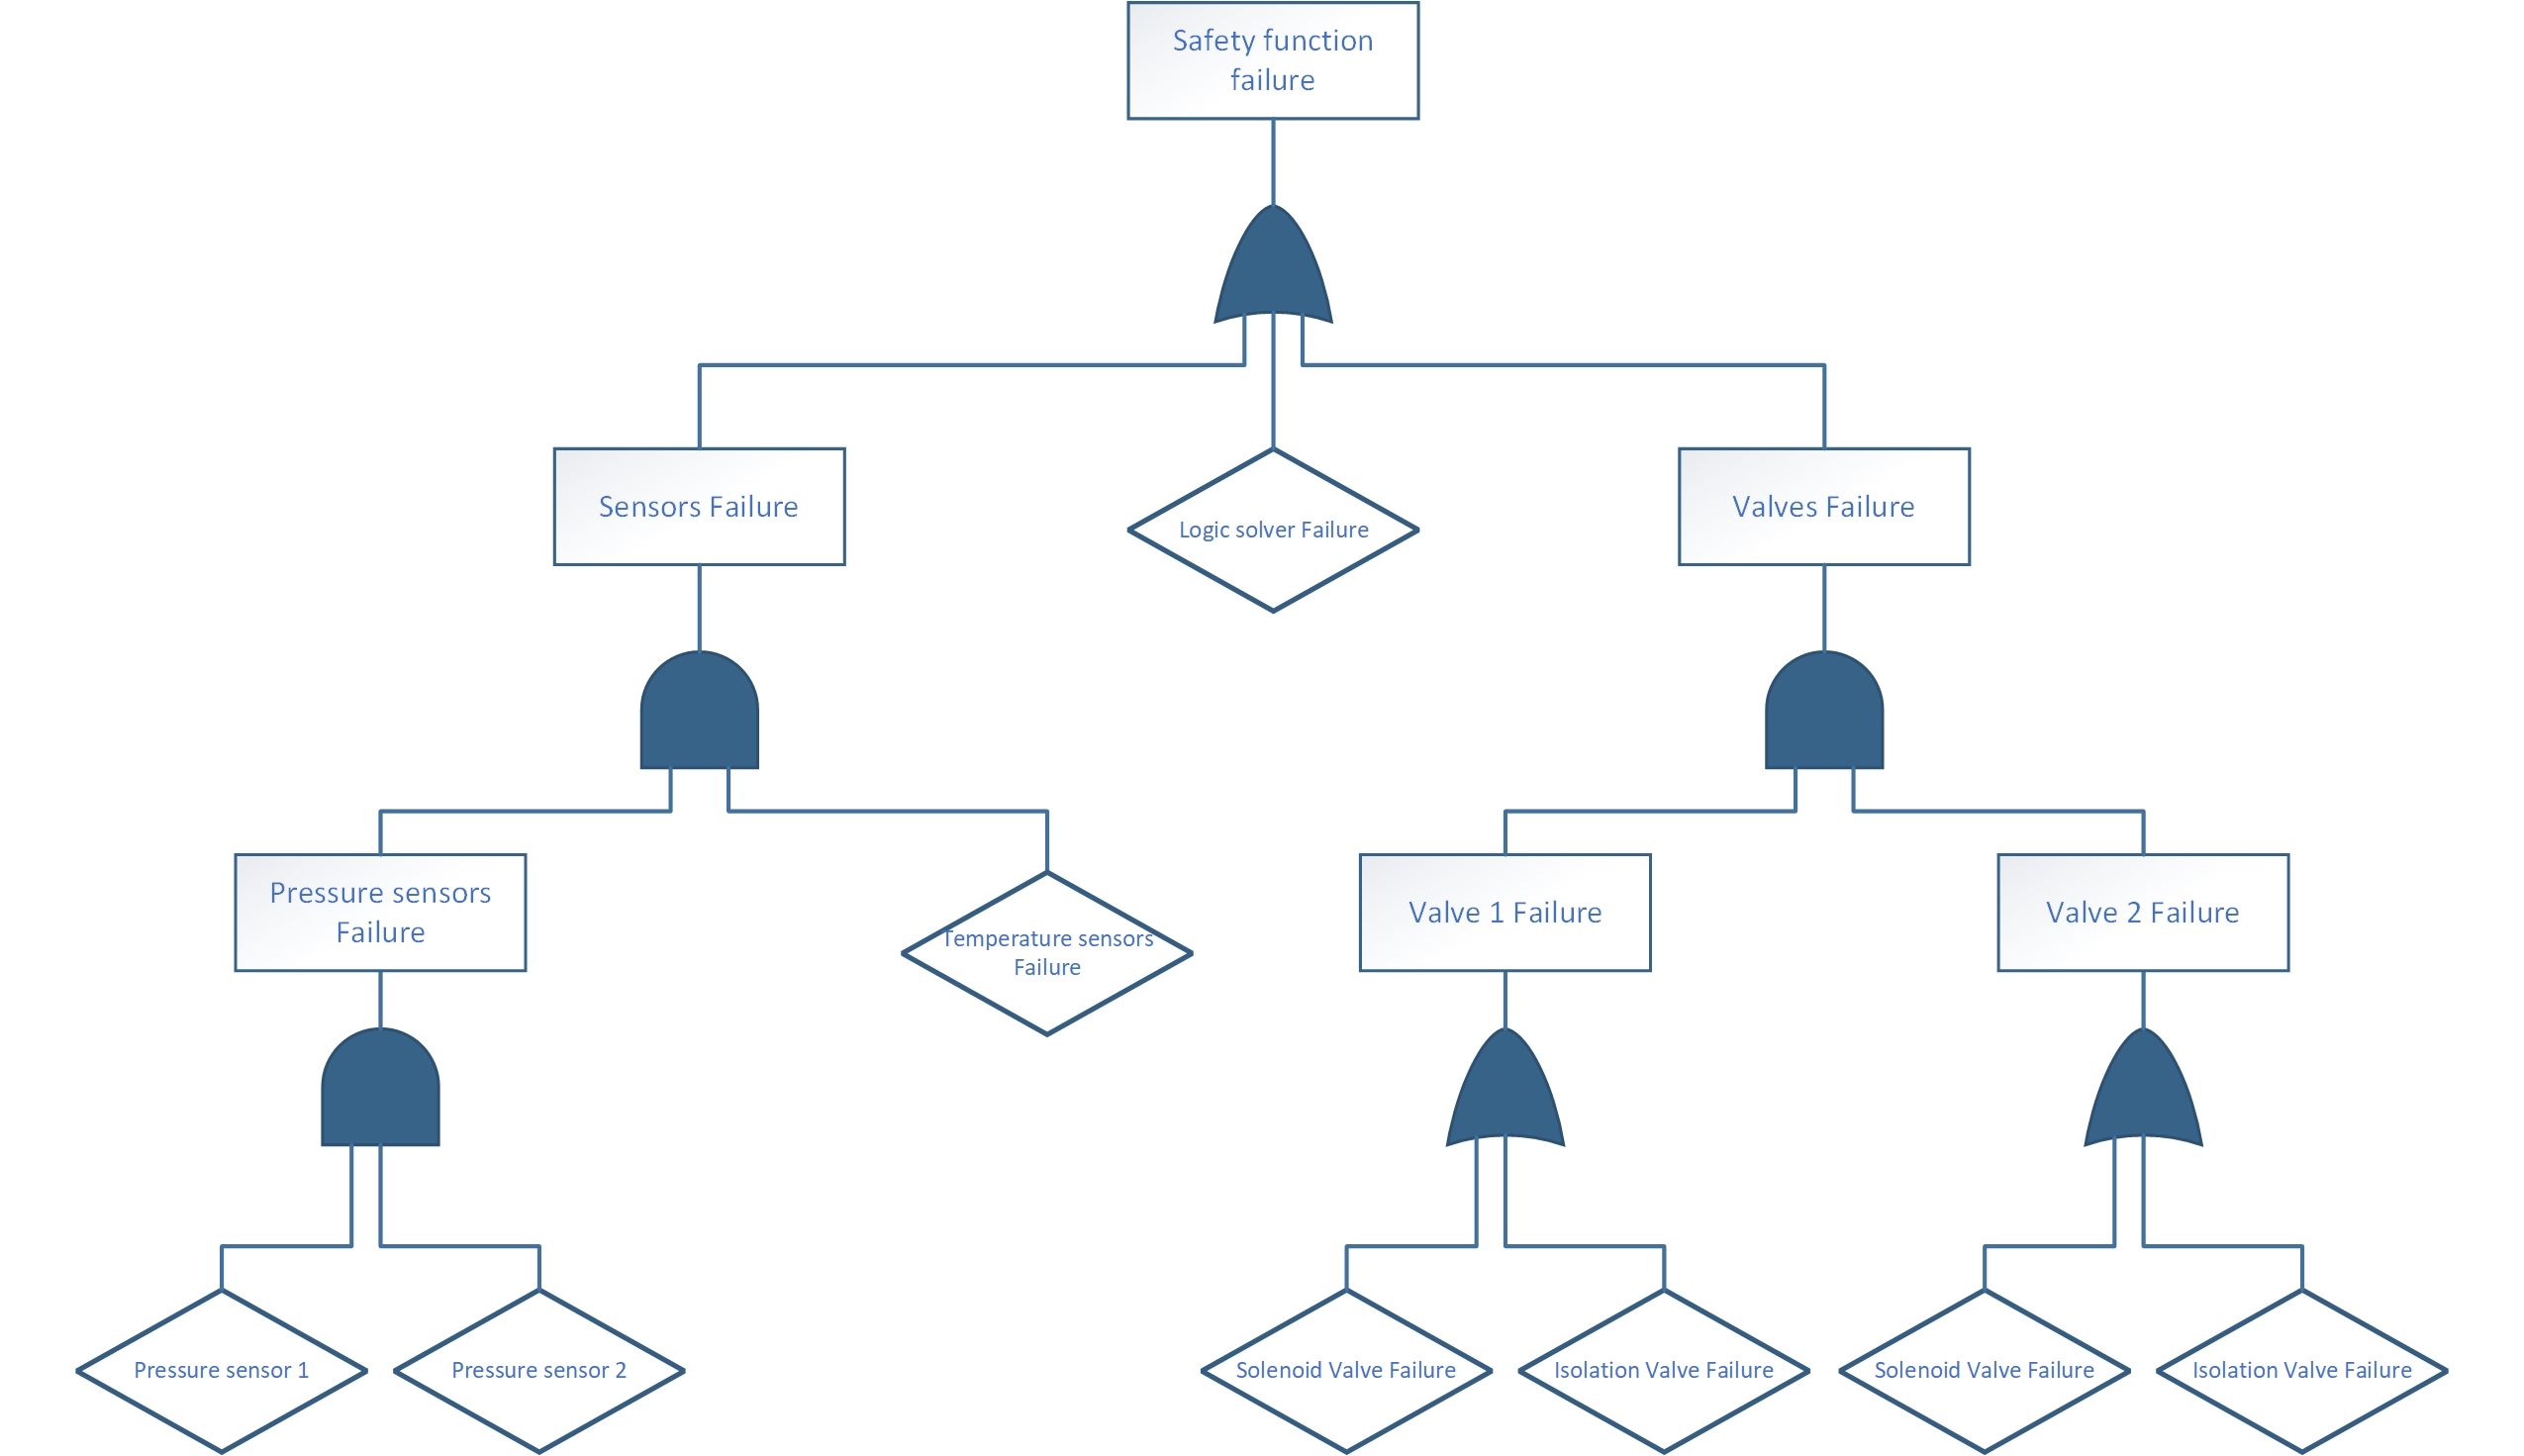 Safety function
failure
Sensors Failure
Logic solver Failure
Valves Failure
Pressure sensors
Failure
Temperature sensors
Failure
Valve 1 Failure
Valve 2 Failure
Pressure sensor 1
Pressure sensor 2
Solenoid Valve Failure
Isolation Valve Failure
Solenoid Valve Failure
Isolation Valve Failure